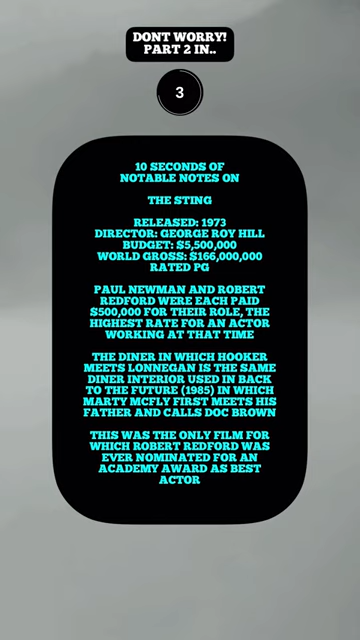 DONT WORRY!
PART 2 IN..
3
10 SECONDS OF
NOTABLE NOTES ON
THE STING
RELEASED: 1973
DIRECTOR: GEORGE ROY HILL
BUDGET: $5,500,000
WORLD GROSS: $166,000,000
RATED PG
PAUL NEWMAN AND ROBERT
REDFORD WERE EACH PAID
$500,000 FOR THEIR ROLE, THE
HIGHEST RATE FOR AN ACTOR
WORKING AT THAT TIME
THE DINER IN WHICH HOOKER
MEETS LONNEGAN IS THE SAME
DINER INTERIOR USED IN BACK
TO THE FUTURE (1985) IN WHICH
MARTY MCFLY FIRST MEETS HIS
FATHER AND CALLS DOC BROWN
THIS WAS THE ONLY FILM FOR
WHICH ROBERT REDFORD WAS
EVER NOMINATED FOR AN
ACADEMY AWARD AS BEST
ACTOR